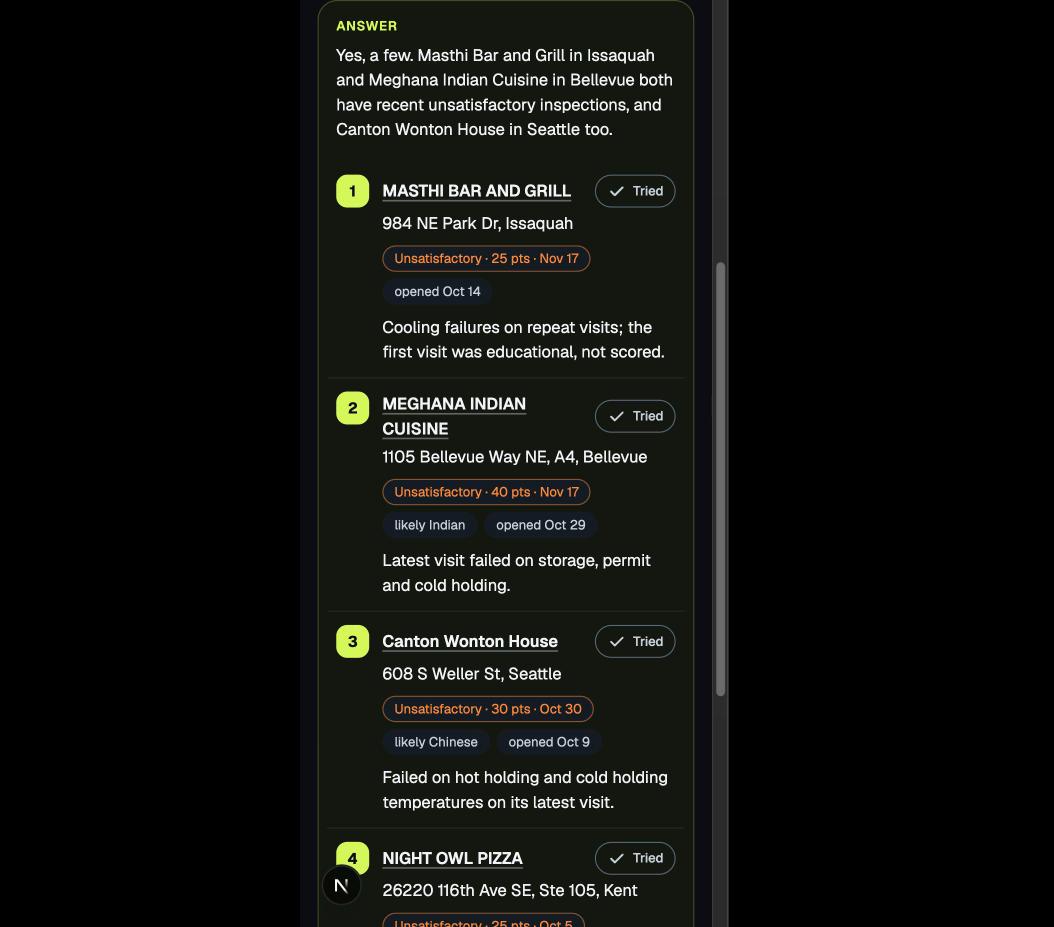 ANSWER
Yes, a few. Masthi Bar and Grill in Issaquah
and Meghana Indian Cuisine in Bellevue both
have recent unsatisfactory inspections, and
Canton Wonton House in Seattle too.
1 MASTHI BAR AND GRILL Tried
984 NE Park Dr, Issaquah
Unsatisfactory · 25 pts · Nov 17
opened Oct 14
Cooling failures on repeat visits; the
first visit was educational, not scored.
2 MEGHANA INDIAN
CUISINE Tried
1105 Bellevue Way NE, A4, Bellevue
Unsatisfactory · 40 pts · Nov 17
likely Indian opened Oct 29
Latest visit failed on storage, permit
and cold holding.
3 Canton Wonton House Tried
608 S Weller St, Seattle
Unsatisfactory · 30 pts · Oct 30
likely Chinese opened Oct 9
Failed on hot holding and cold holding
temperatures on its latest visit.
4 NIGHT OWL PIZZA Tried
N
26220 116th Ave SE, Ste 105, Kent
Unsatisfactory · 25 pts · Oct 5